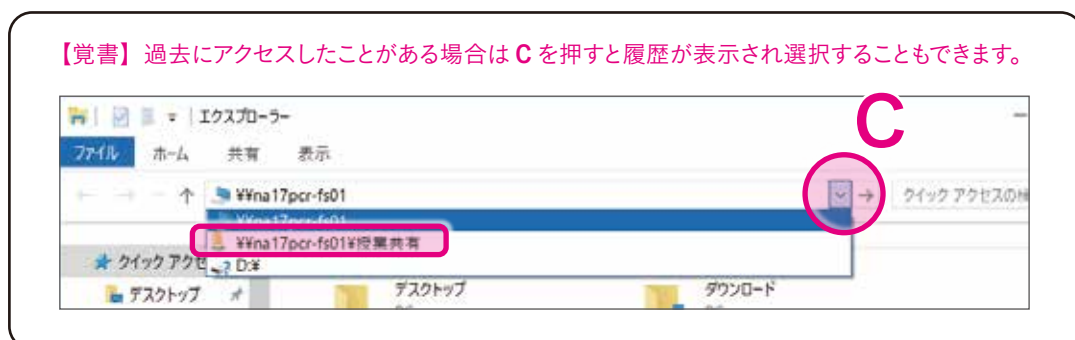 【覚書】過去にアクセスしたことがある場合は C を押すと履歴が表示され選択することもできます。
エクスプローラー
C
ファイル ホーム 共有 表示
¥¥na17pcr-fs01
クイック アクセスの検
¥¥na17pcr-fs01
¥¥na17pcr-fs01¥授業共有
クイック アクセ
D:¥
デスクトップ
デスクトップ
ダウンロード